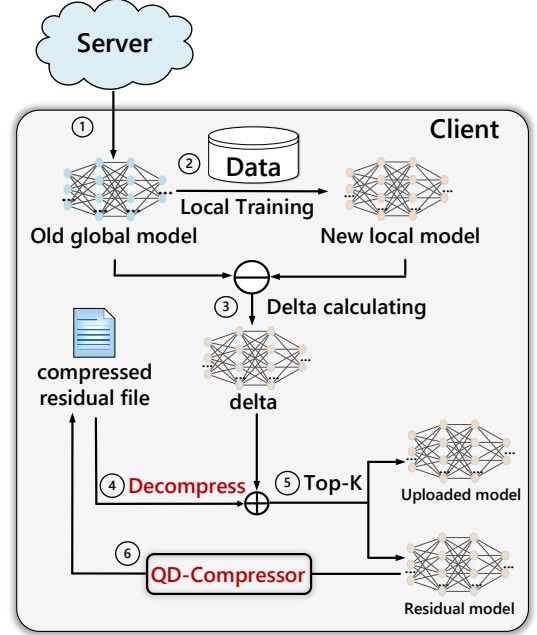 Server
Client
①
② Data
Local Training
Old global model
New local model
③ Delta calculating
compressed
residual file
delta
④ Decompress
⑤ Top-K
Uploaded model
⑥ QD-Compressor
Residual model